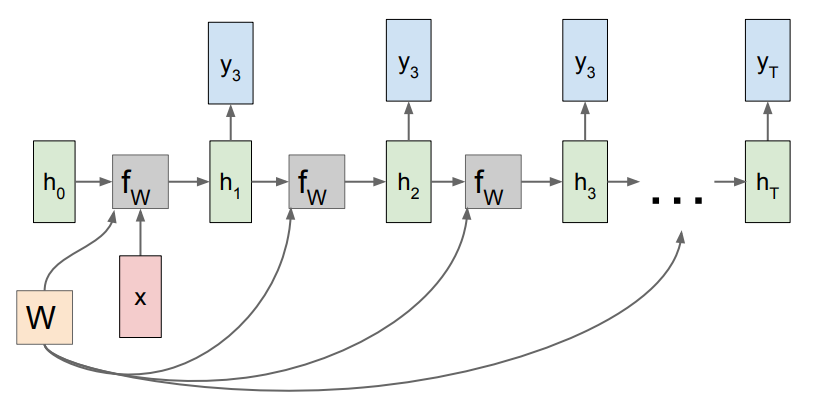 y3 y3 y3 yT
h0 fW h1 fW h2 fW h3 ... hT
W x